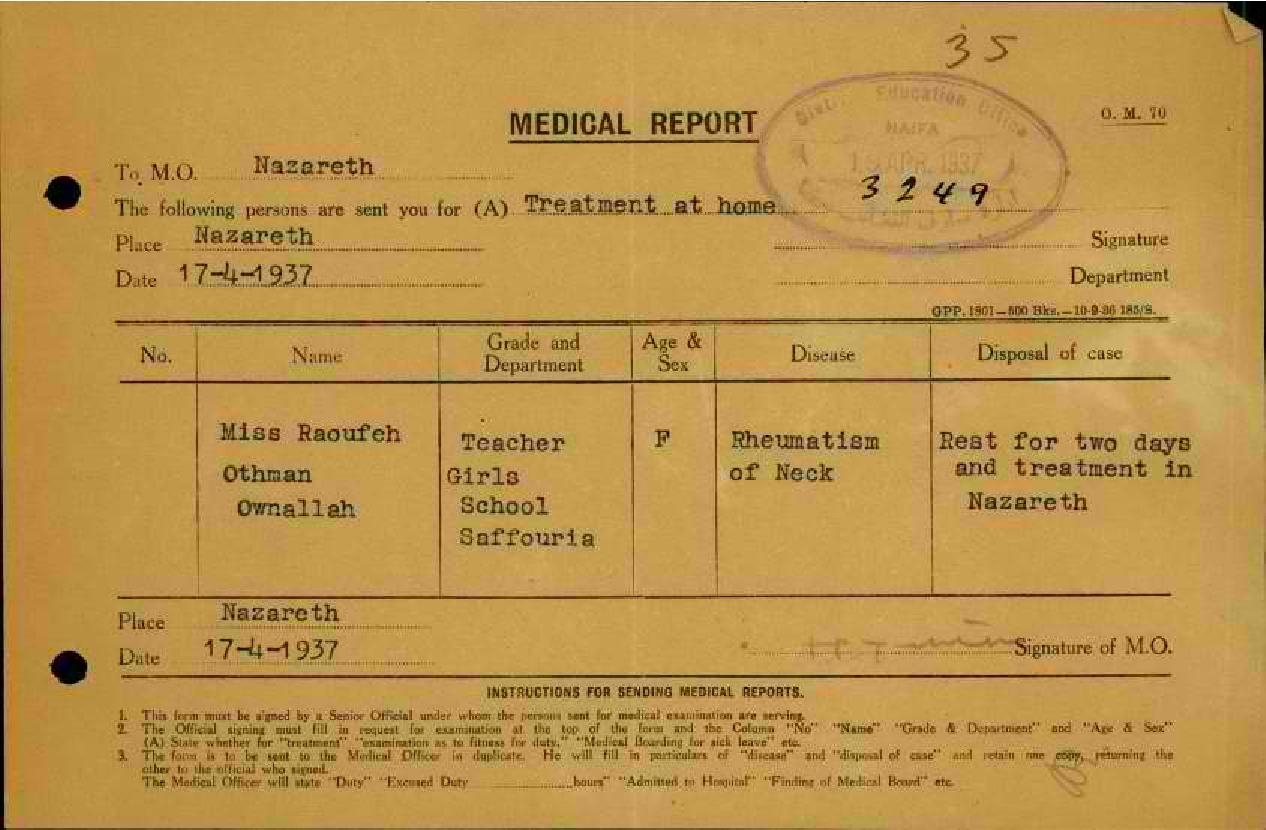 35
MEDICAL REPORT
O. M. 70
District Education Office
HAIFA
19 APR. 1937
To M.O. Nazareth
3249
The following persons are sent you for (A) Treatment at home
Place Nazareth
Signature
Date 17-4-1937
Department
GPP. 1801—500 Bks.—10-9-36 185/S.
No. Name Grade and Department Age & Sex Disease Disposal of case
Miss Raoufeh Othman Ownallah Teacher Girls School Saffouria F Rheumatism of Neck Rest for two days and treatment in Nazareth
Place Nazareth
Date 17-4-1937
Signature of M.O.
INSTRUCTIONS FOR SENDING MEDICAL REPORTS.
1. This form must be signed by a Senior Official under whom the persons sent for medical examination are serving.
2. The Official signing must fill in request for examination at the top of the form and the Column "No" "Name" "Grade & Department" and "Age & Sex"
(A) State whether for "treatment" "examination as to fitness for duty," "Medical Boarding for sick leave" etc.
3. The form is to be sent to the Medical Officer in duplicate. He will fill in particulars of "disease" and "disposal of case" and retain one copy, returning the
other to the official who signed.
The Medical Officer will state "Duty" "Excused Duty ........hours" "Admitted to Hospital" "Finding of Medical Board" etc.